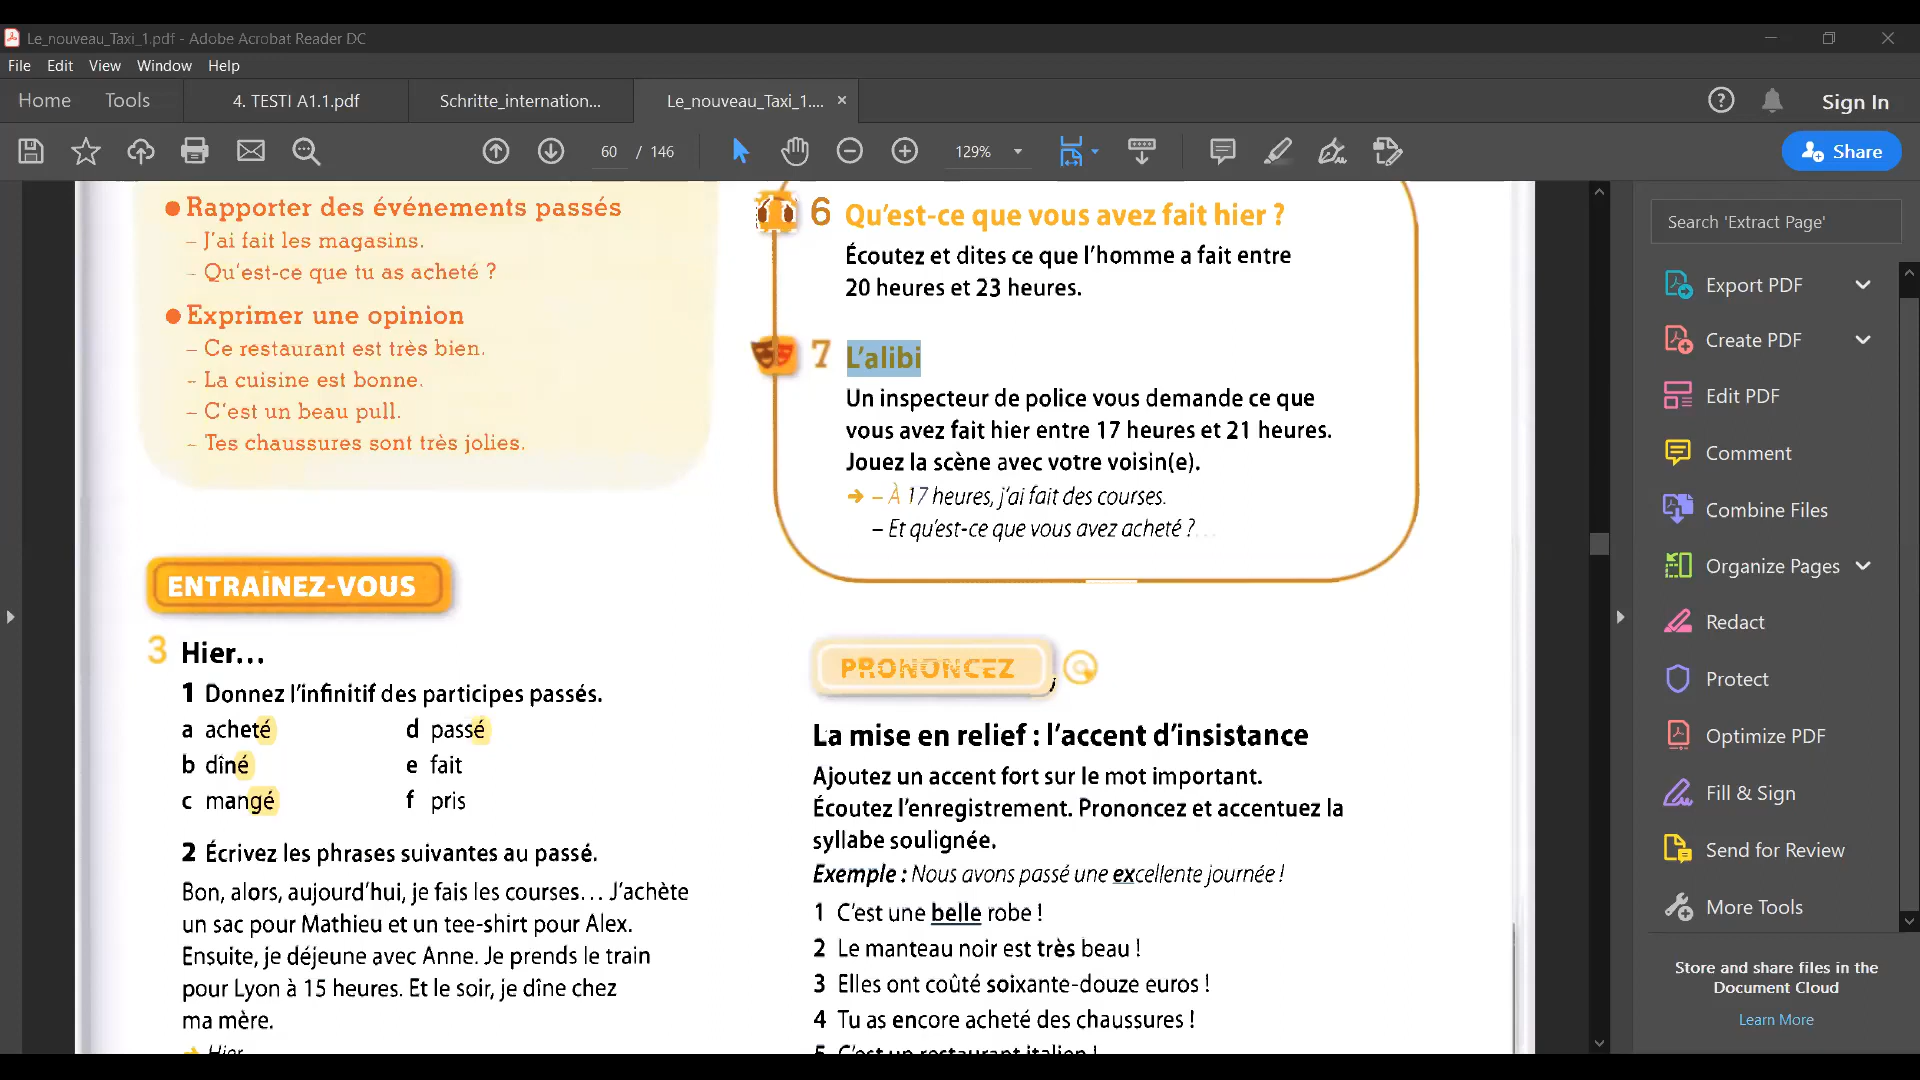 Le_nouveau_Taxi_1.pdf - Adobe Acrobat Reader DC
File Edit View Window Help
Home Tools 4. TESTI A1.1.pdf Schritte_internation... Le_nouveau_Taxi_1.... × Sign In
60 / 146 129% Share
● Rapporter des événements passés
– J'ai fait les magasins.
– Qu'est-ce que tu as acheté ?
● Exprimer une opinion
– Ce restaurant est très bien.
– La cuisine est bonne.
– C'est un beau pull.
– Tes chaussures sont très jolies.
ENTRAÎNEZ-VOUS
3 Hier...
1 Donnez l'infinitif des participes passés.
a acheté d passé
b dîné e fait
c mangé f pris
2 Écrivez les phrases suivantes au passé.
Bon, alors, aujourd'hui, je fais les courses... J'achète
un sac pour Mathieu et un tee-shirt pour Alex.
Ensuite, je déjeune avec Anne. Je prends le train
pour Lyon à 15 heures. Et le soir, je dîne chez
ma mère.
➔ Hier
6 Qu'est-ce que vous avez fait hier ?
Écoutez et dites ce que l'homme a fait entre
20 heures et 23 heures.
7 L'alibi
Un inspecteur de police vous demande ce que
vous avez fait hier entre 17 heures et 21 heures.
Jouez la scène avec votre voisin(e).
➔ – À 17 heures, j'ai fait des courses.
– Et qu'est-ce que vous avez acheté ?...
PRONONCEZ
La mise en relief : l'accent d'insistance
Ajoutez un accent fort sur le mot important.
Écoutez l'enregistrement. Prononcez et accentuez la
syllabe soulignée.
Exemple : Nous avons passé une excellente journée !
1 C'est une belle robe !
2 Le manteau noir est très beau !
3 Elles ont coûté soixante-douze euros !
4 Tu as encore acheté des chaussures !
5 C'est un restaurant italien !
Search 'Extract Page'
Export PDF
Create PDF
Edit PDF
Comment
Combine Files
Organize Pages
Redact
Protect
Optimize PDF
Fill & Sign
Send for Review
More Tools
Store and share files in the
Document Cloud
Learn More